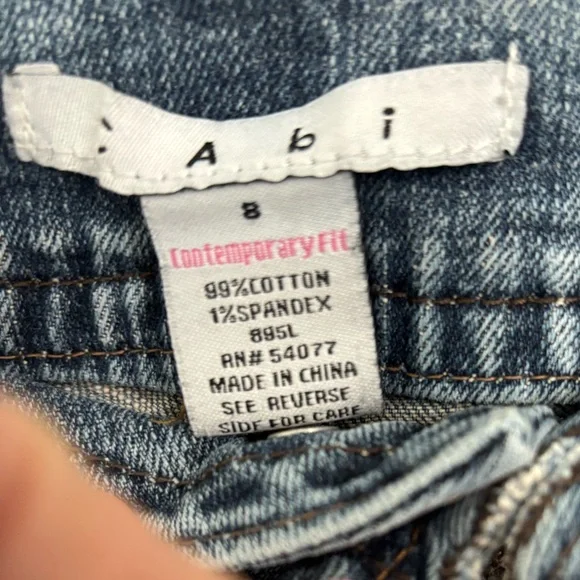 Abi
8
Contemporary Fit
99%COTTON
1%SPANDEX
895L
RN# 54077
MADE IN CHINA
SEE REVERSE
SIDE FOR CARE